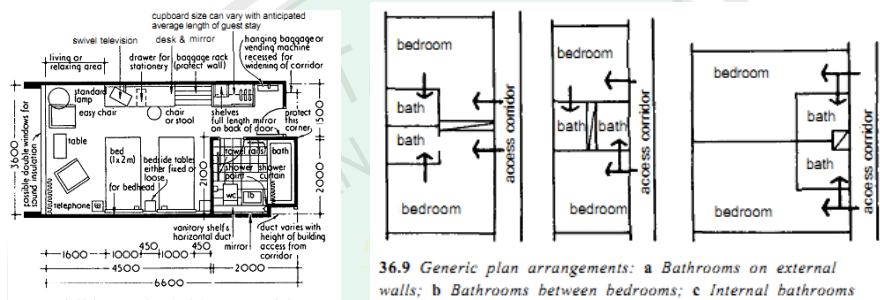 cupboard size can vary with anticipated
average length of guest stay
swivel television
desk & mirror
hanging baggage or
vending machine
recessed for
widening of corridor
living or
relaxing area
drawer for
stationery
baggage rack
(protect wall)
standard
lamp
easy chair
chair
or stool
shelves
full length mirror
on back of door
protect
this
corner
1500
possible double windows for
sound insulation
3600
table
bed
(1x2m)
bedside tables
either fixed or
loose
for bedhead
2100
towel rails
bath
shower
point
shower
curtain
2000
wc
lb
telephone
vanitory shelf &
horizontal duct
mirror
duct varies with
height of building
access from
corridor
450
450
1600
1000
1000
4500
2000
6600
bedroom
bath
bath
bedroom
access corridor
bedroom
bath
bath
bedroom
access corridor
bedroom
bath
bath
bedroom
access corridor
36.9 Generic plan arrangements: a Bathrooms on external
walls; b Bathrooms between bedrooms; c Internal bathrooms